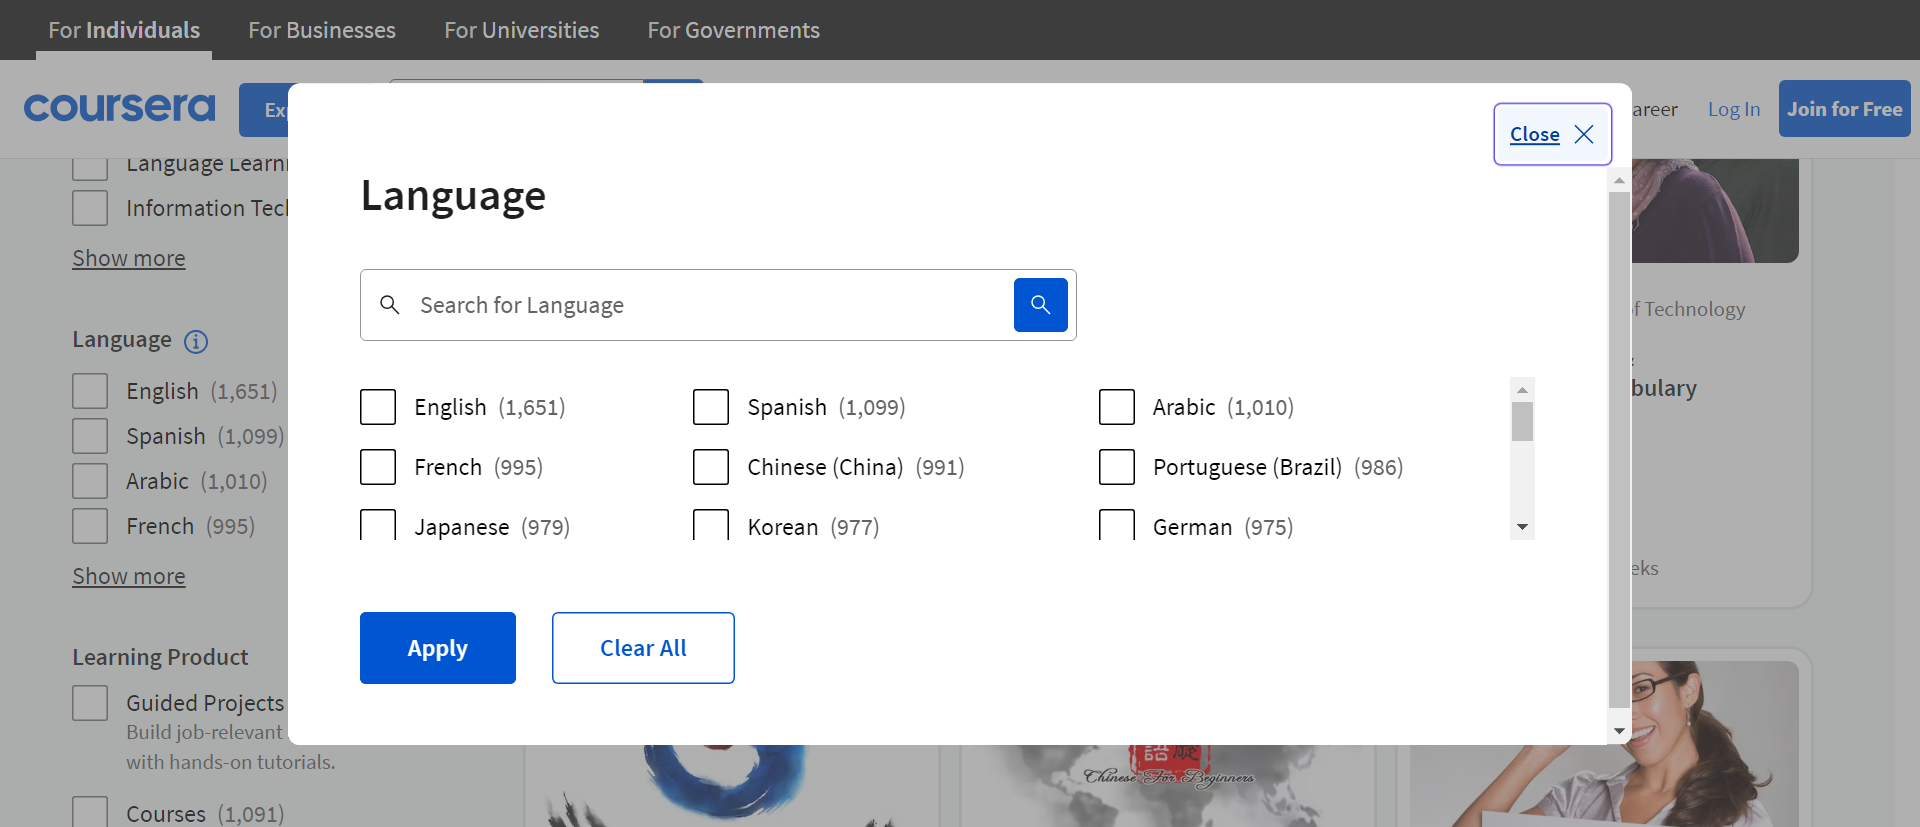 For Individuals
For Businesses
For Universities
For Governments
coursera
areer
Log In
Join for Free
Close
Language
Search for Language
English (1,651)
Spanish (1,099)
Arabic (1,010)
French (995)
Chinese (China) (991)
Portuguese (Brazil) (986)
Japanese (979)
Korean (977)
German (975)
Apply
Clear All
Language Learni
Information Tec
Show more
Language
English (1,651)
Spanish (1,099)
Arabic (1,010)
French (995)
Show more
Learning Product
Guided Projects
Build job-relevant
with hands-on tutorials.
Courses (1,091)
of Technology
&
bulary
eks
Chinese For Beginners